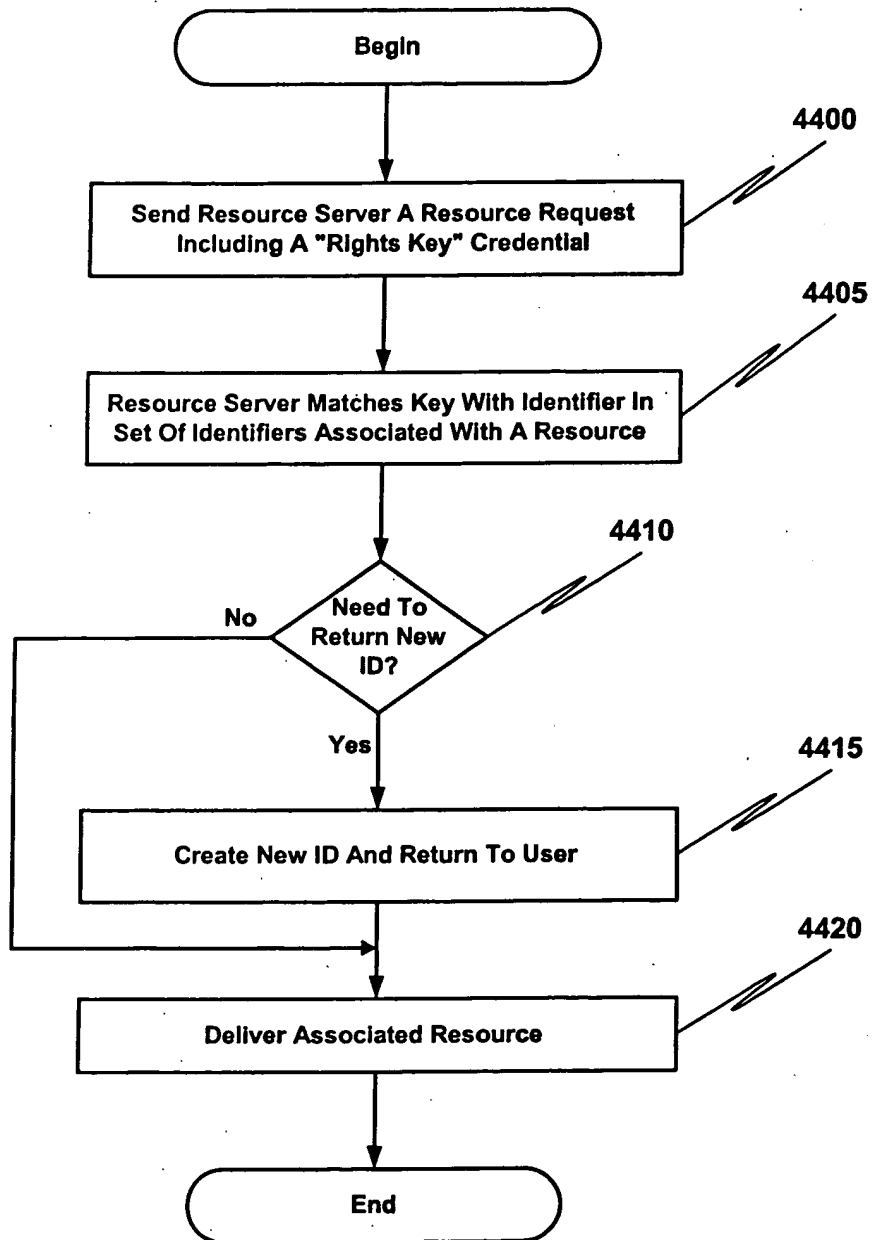 Begin
4400
Send Resource Server A Resource Request
Including A "Rights Key" Credential
4405
Resource Server Matches Key With Identifier In
Set Of Identifiers Associated With A Resource
4410
Need To
Return New
ID?
No
Yes
4415
Create New ID And Return To User
4420
Deliver Associated Resource
End